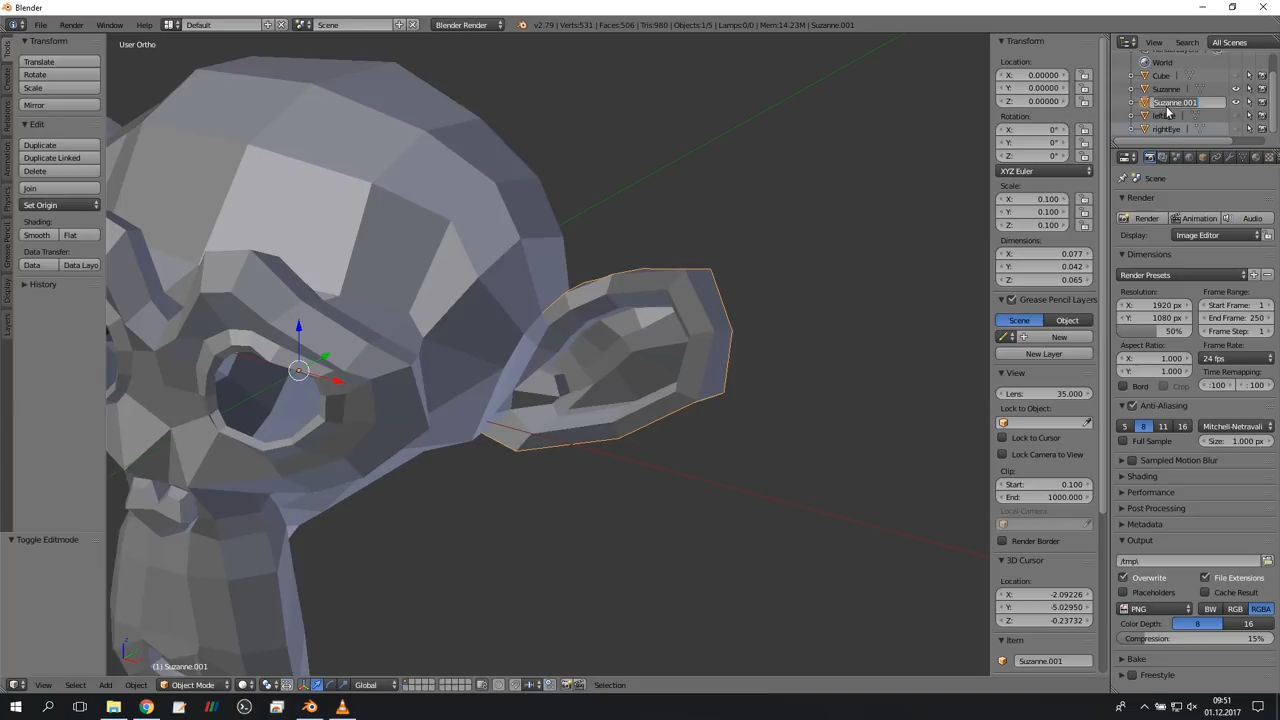 Blender
File
Render
Window
Help
Default
Scene
Blender Render
v2.79 | Verts:531 | Faces:506 | Tris:980 | Objects:1/5 | Lamps:0/0 | Mem:14.23M | Suzanne.001
Tools
Create
Relations
Animation
Physics
Grease Pencil
Display
Layers
Transform
Translate
Rotate
Scale
Mirror
Edit
Duplicate
Duplicate Linked
Delete
Join
Set Origin
Shading:
Smooth
Flat
Data Transfer:
Data
Data Layo
History
Toggle Editmode
User Ortho
(1) Suzanne.001
Transform
Location:
X: 0.00000
Y: 0.00000
Z: 0.00000
Rotation:
X: 0°
Y: 0°
Z: 0°
XYZ Euler
Scale:
X: 0.100
Y: 0.100
Z: 0.100
Dimensions:
X: 0.077
Y: 0.042
Z: 0.065
Grease Pencil Layers
Scene
Object
New
New Layer
View
Lens: 35.000
Lock to Object:
Lock to Cursor
Lock Camera to View
Clip:
Start: 0.100
End: 1000.000
Local Camera:
Render Border
3D Cursor
Location:
X: -2.09226
Y: -5.02950
Z: -0.23732
Item
Suzanne.001
View
Search
All Scenes
World
Cube
Suzanne
Suzanne.001
rightEye
Scene
Render
Render
Animation
Audio
Display:
Image Editor
Dimensions
Render Presets
Resolution:
Frame Range:
X: 1920 px
Start Frame: 1
Y: 1080 px
End Frame: 250
50%
Frame Step: 1
Aspect Ratio:
Frame Rate:
X: 1.000
24 fps
Y: 1.000
Time Remapping:
:100
: 100
Bord
Crop
Anti-Aliasing
5
8
11
16
Mitchell-Netravali
Full Sample
Size: 1.000 px
Sampled Motion Blur
Shading
Performance
Post Processing
Metadata
Output
/tmp\
Overwrite
File Extensions
Placeholders
Cache Result
PNG
BW
RGB
RGBA
Color Depth:
8
16
Compression:
15%
Bake
Freestyle
View
Select
Add
Object
Object Mode
Global
Selection
09:51
01.12.2017